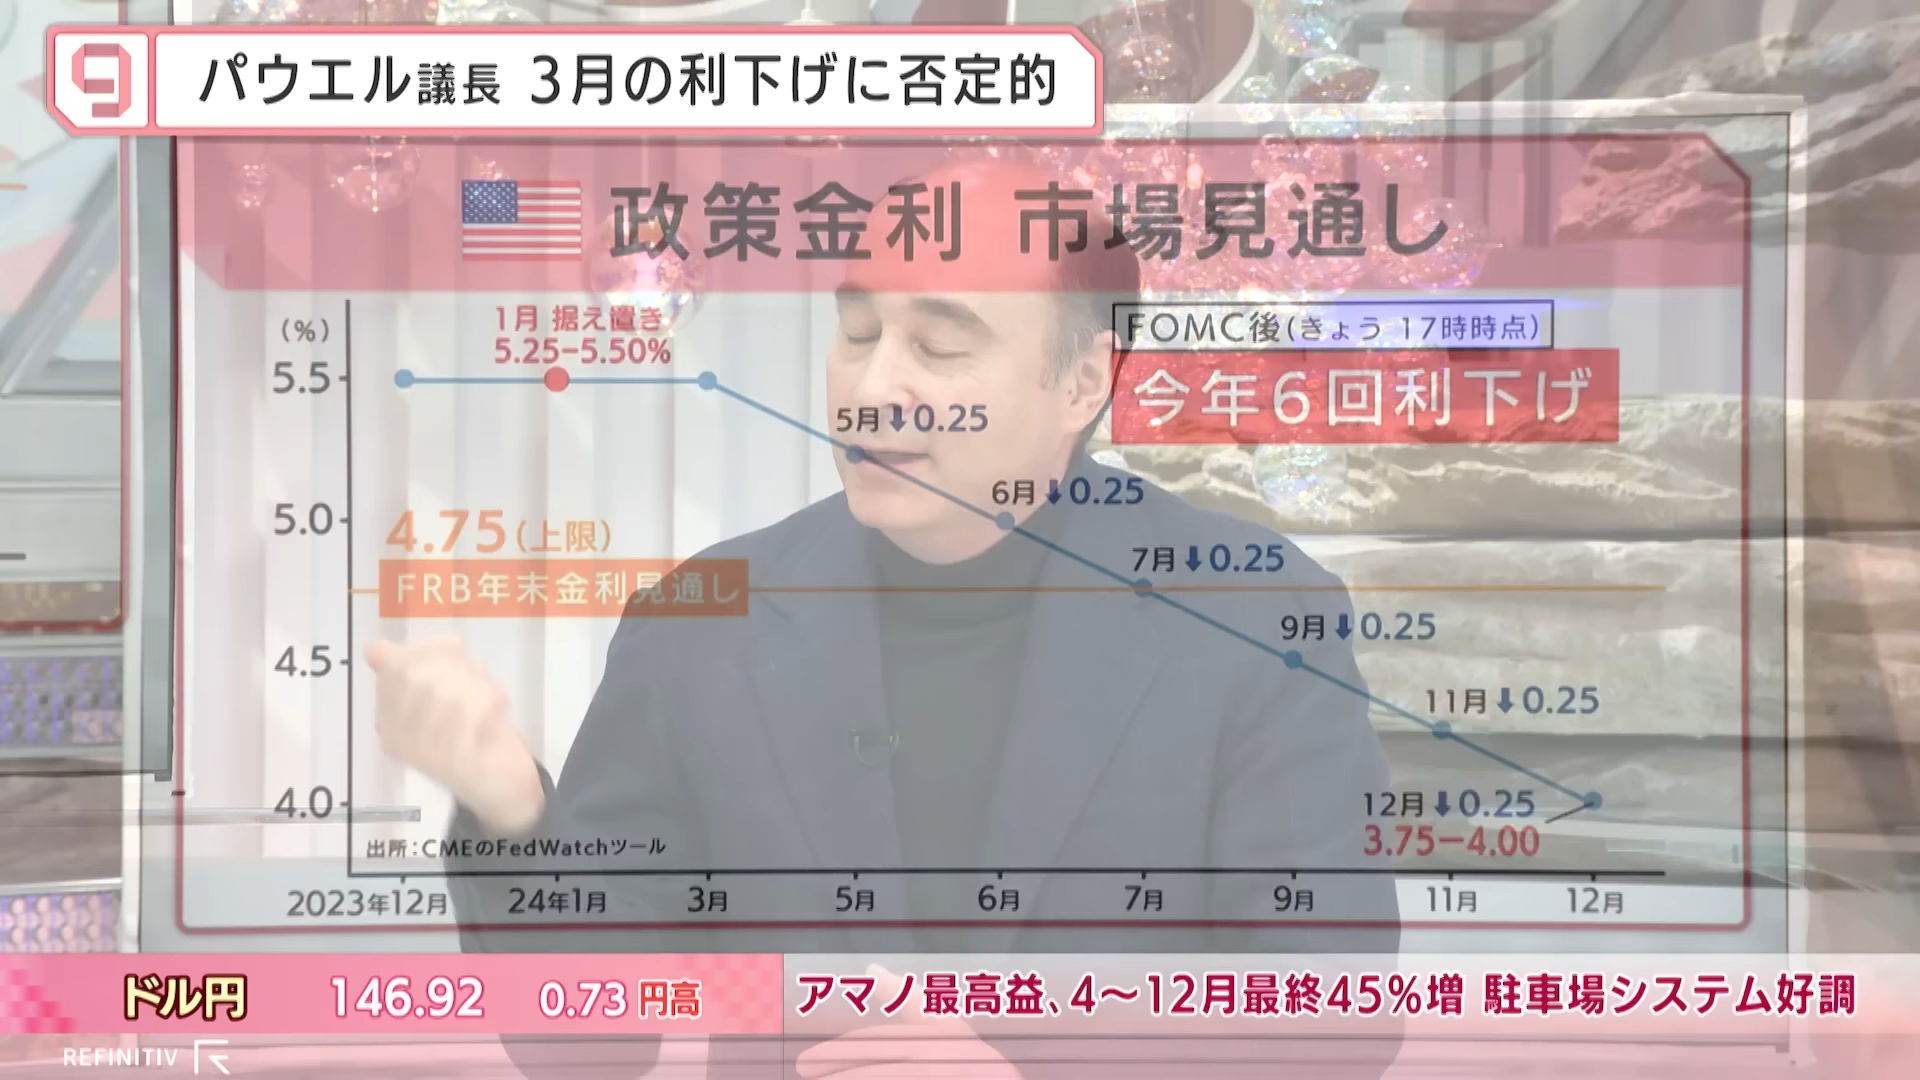 9 パウエル議長 3月の利下げに否定的
政策金利 市場見通し
(%)
1月 据え置き
5.25-5.50%
FOMC後(きょう 17時時点)
今年6回利下げ
5.5
5月⬇0.25
6月⬇0.25
5.0
4.75(上限)
7月⬇0.25
FRB年末金利見通し
9月⬇0.25
4.5
11月⬇0.25
4.0
12月⬇0.25
3.75-4.00
出所:CMEのFedWatchツール
2023年12月 24年1月 3月 5月 6月 7月 9月 11月 12月
ドル円 146.92 0.73 円高
アマノ最高益、4~12月最終45%増 駐車場システム好調
REFINITIV